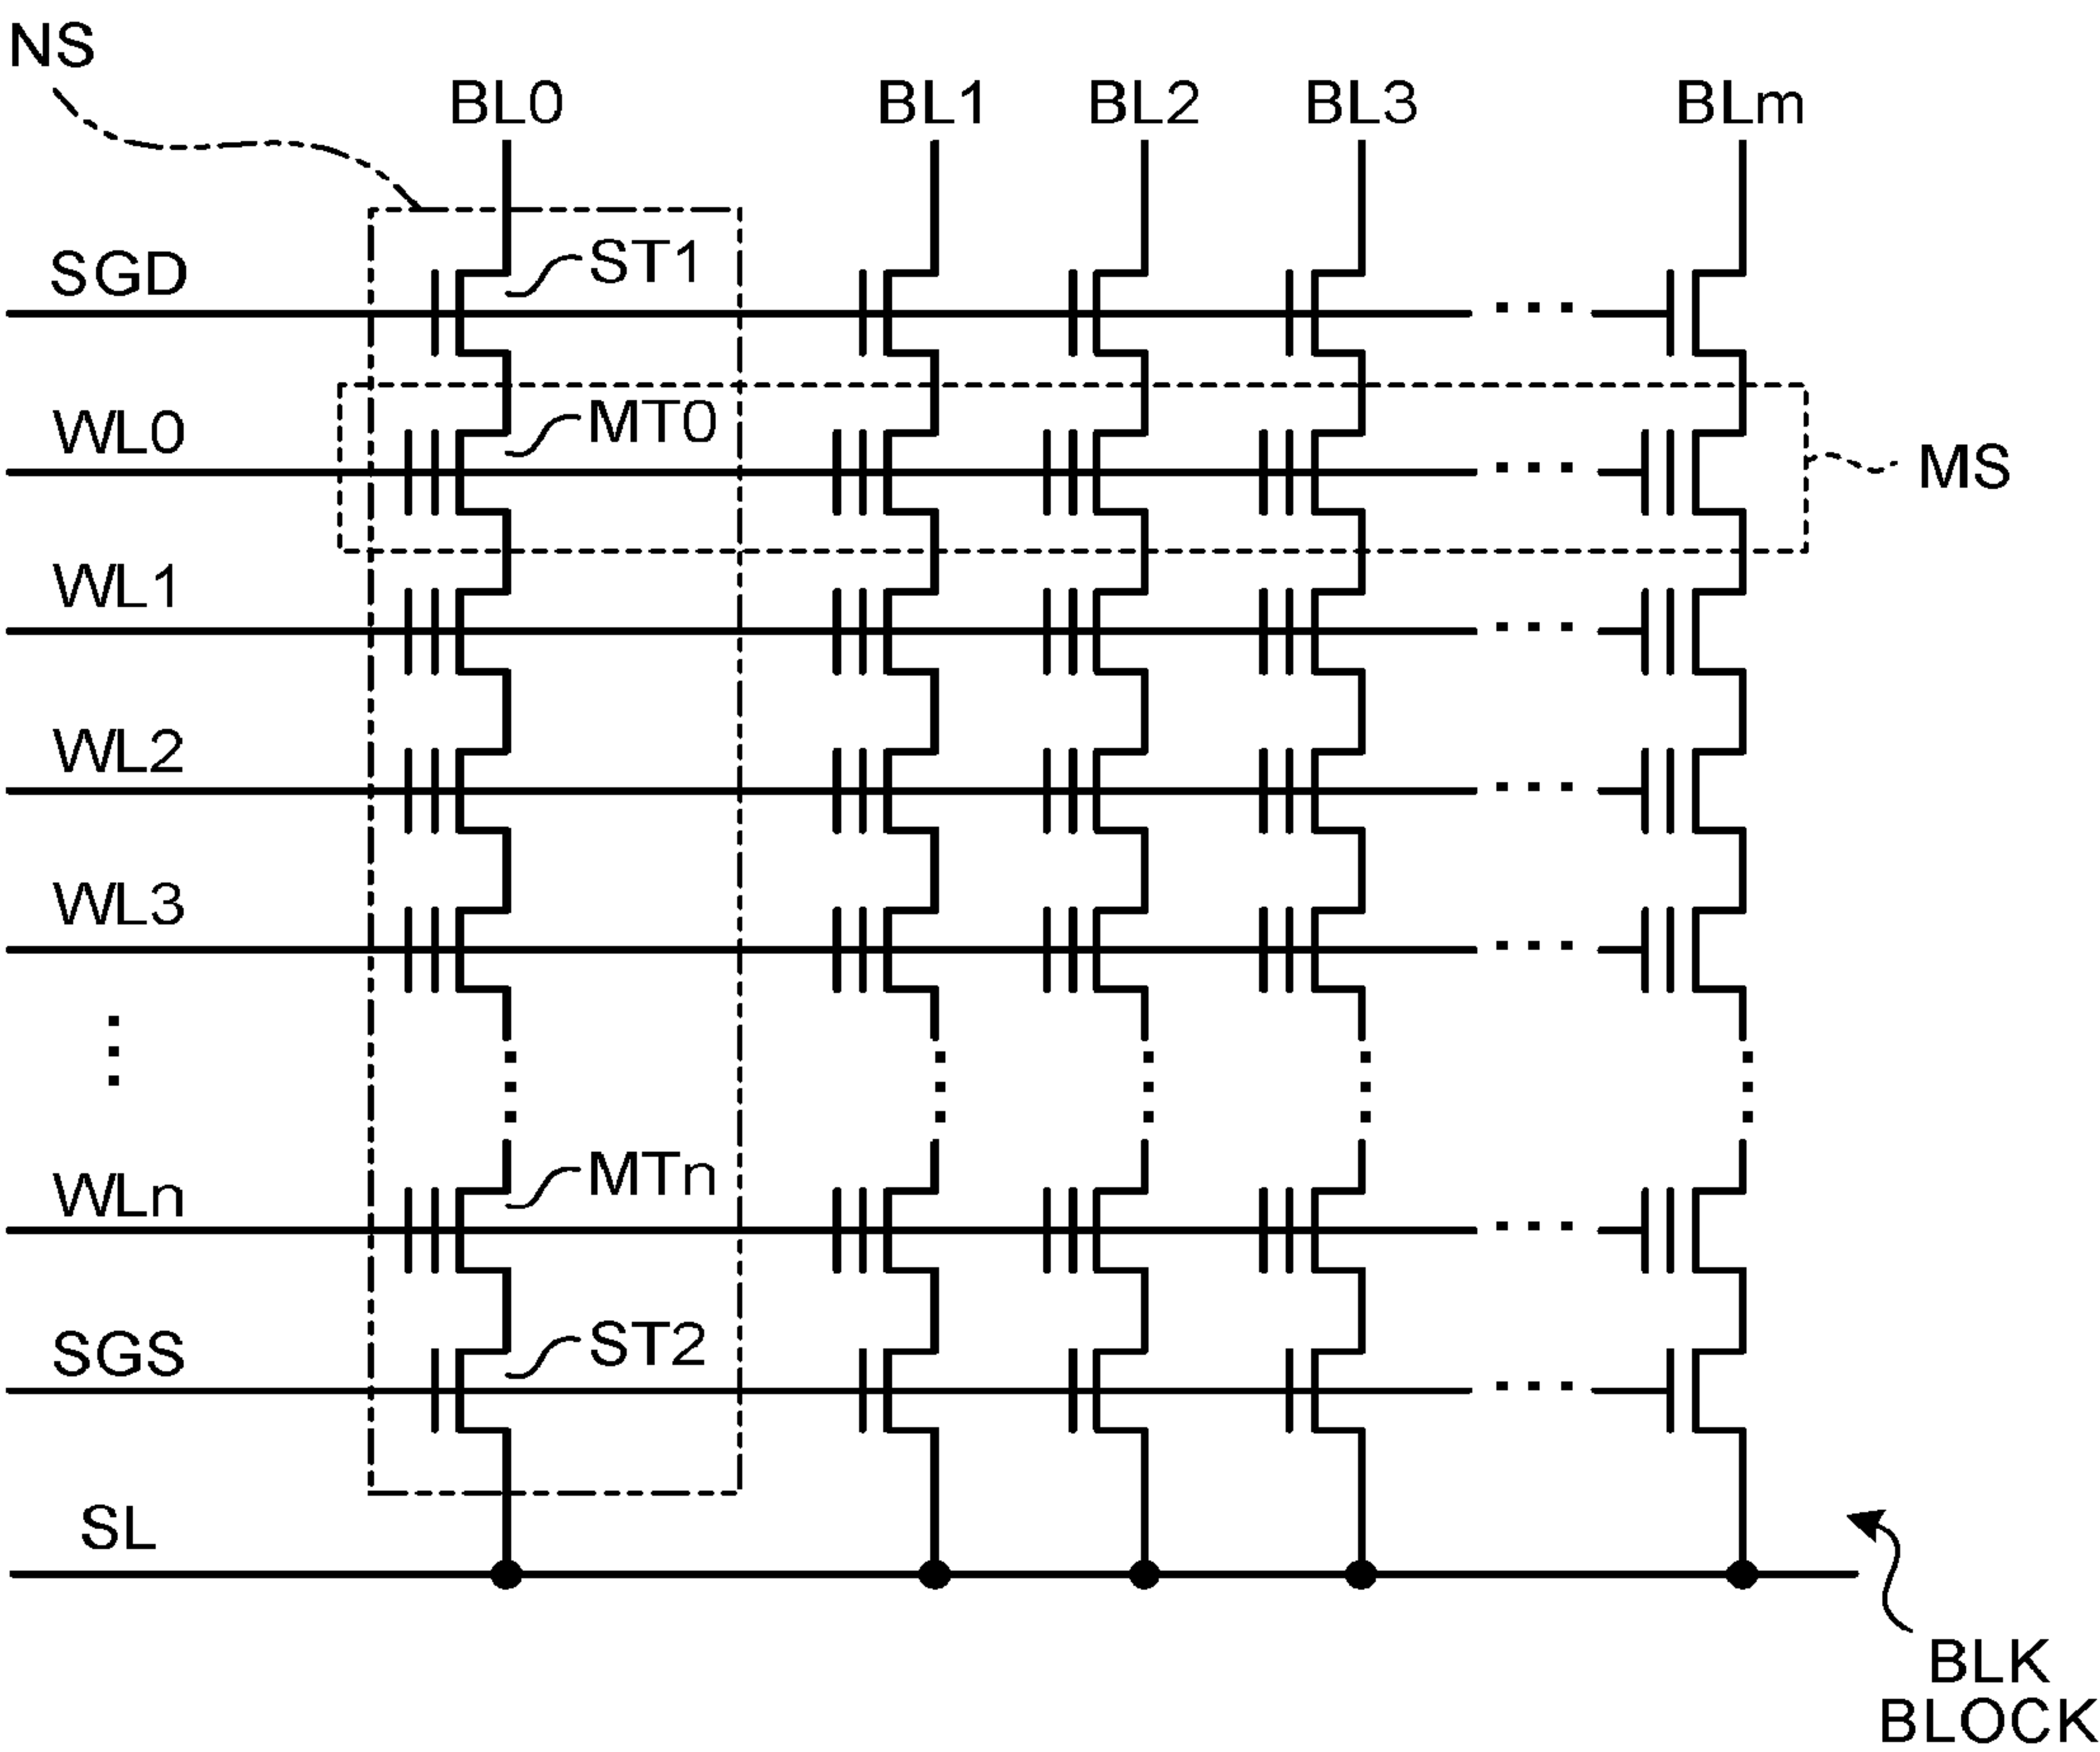 NS
BL0 BL1 BL2 BL3 BLm
SGD
ST1
WL0
MT0
MS
WL1
WL2
WL3
WLn
MTn
SGS
ST2
SL
BLK
BLOCK